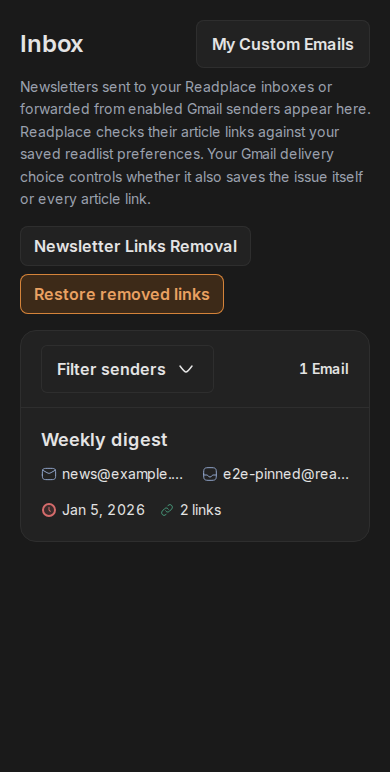 Inbox
My Custom Emails
Newsletters sent to your Readplace inboxes or
forwarded from enabled Gmail senders appear here.
Readplace checks their article links against your
saved readlist preferences. Your Gmail delivery
choice controls whether it also saves the issue itself
or every article link.
Newsletter Links Removal
Restore removed links
Filter senders
1 Email
Weekly digest
news@example....
e2e-pinned@rea...
Jan 5, 2026
2 links